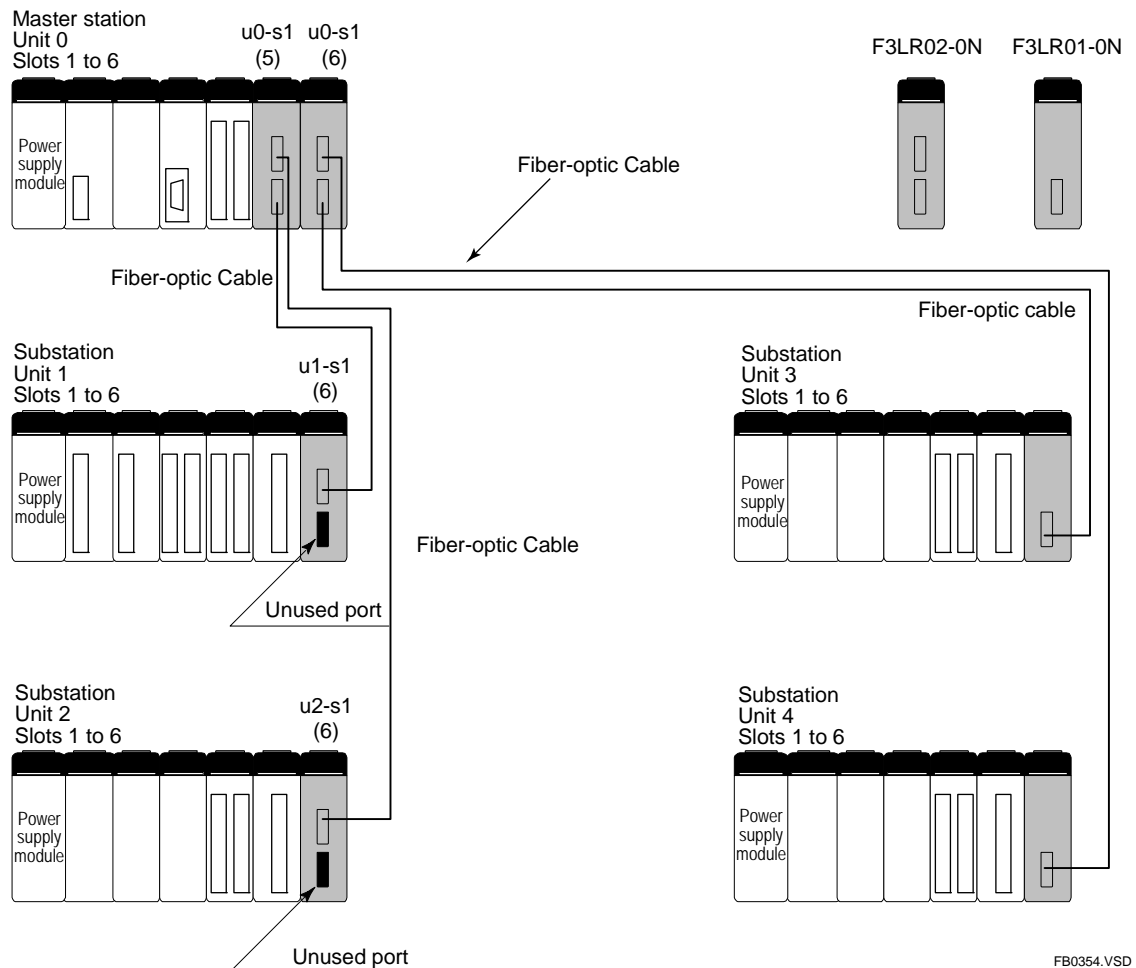 Master station
Unit 0
Slots 1 to 6
u0-s1
(5)
u0-s1
(6)
F3LR02-0N
F3LR01-0N
Power
supply
module
Fiber-optic Cable
Fiber-optic Cable
Fiber-optic cable
Substation
Unit 1
Slots 1 to 6
u1-s1
(6)
Substation
Unit 3
Slots 1 to 6
Power
supply
module
Power
supply
module
Fiber-optic Cable
Unused port
Substation
Unit 2
Slots 1 to 6
u2-s1
(6)
Substation
Unit 4
Slots 1 to 6
Power
supply
module
Power
supply
module
Unused port
FB0354.VSD